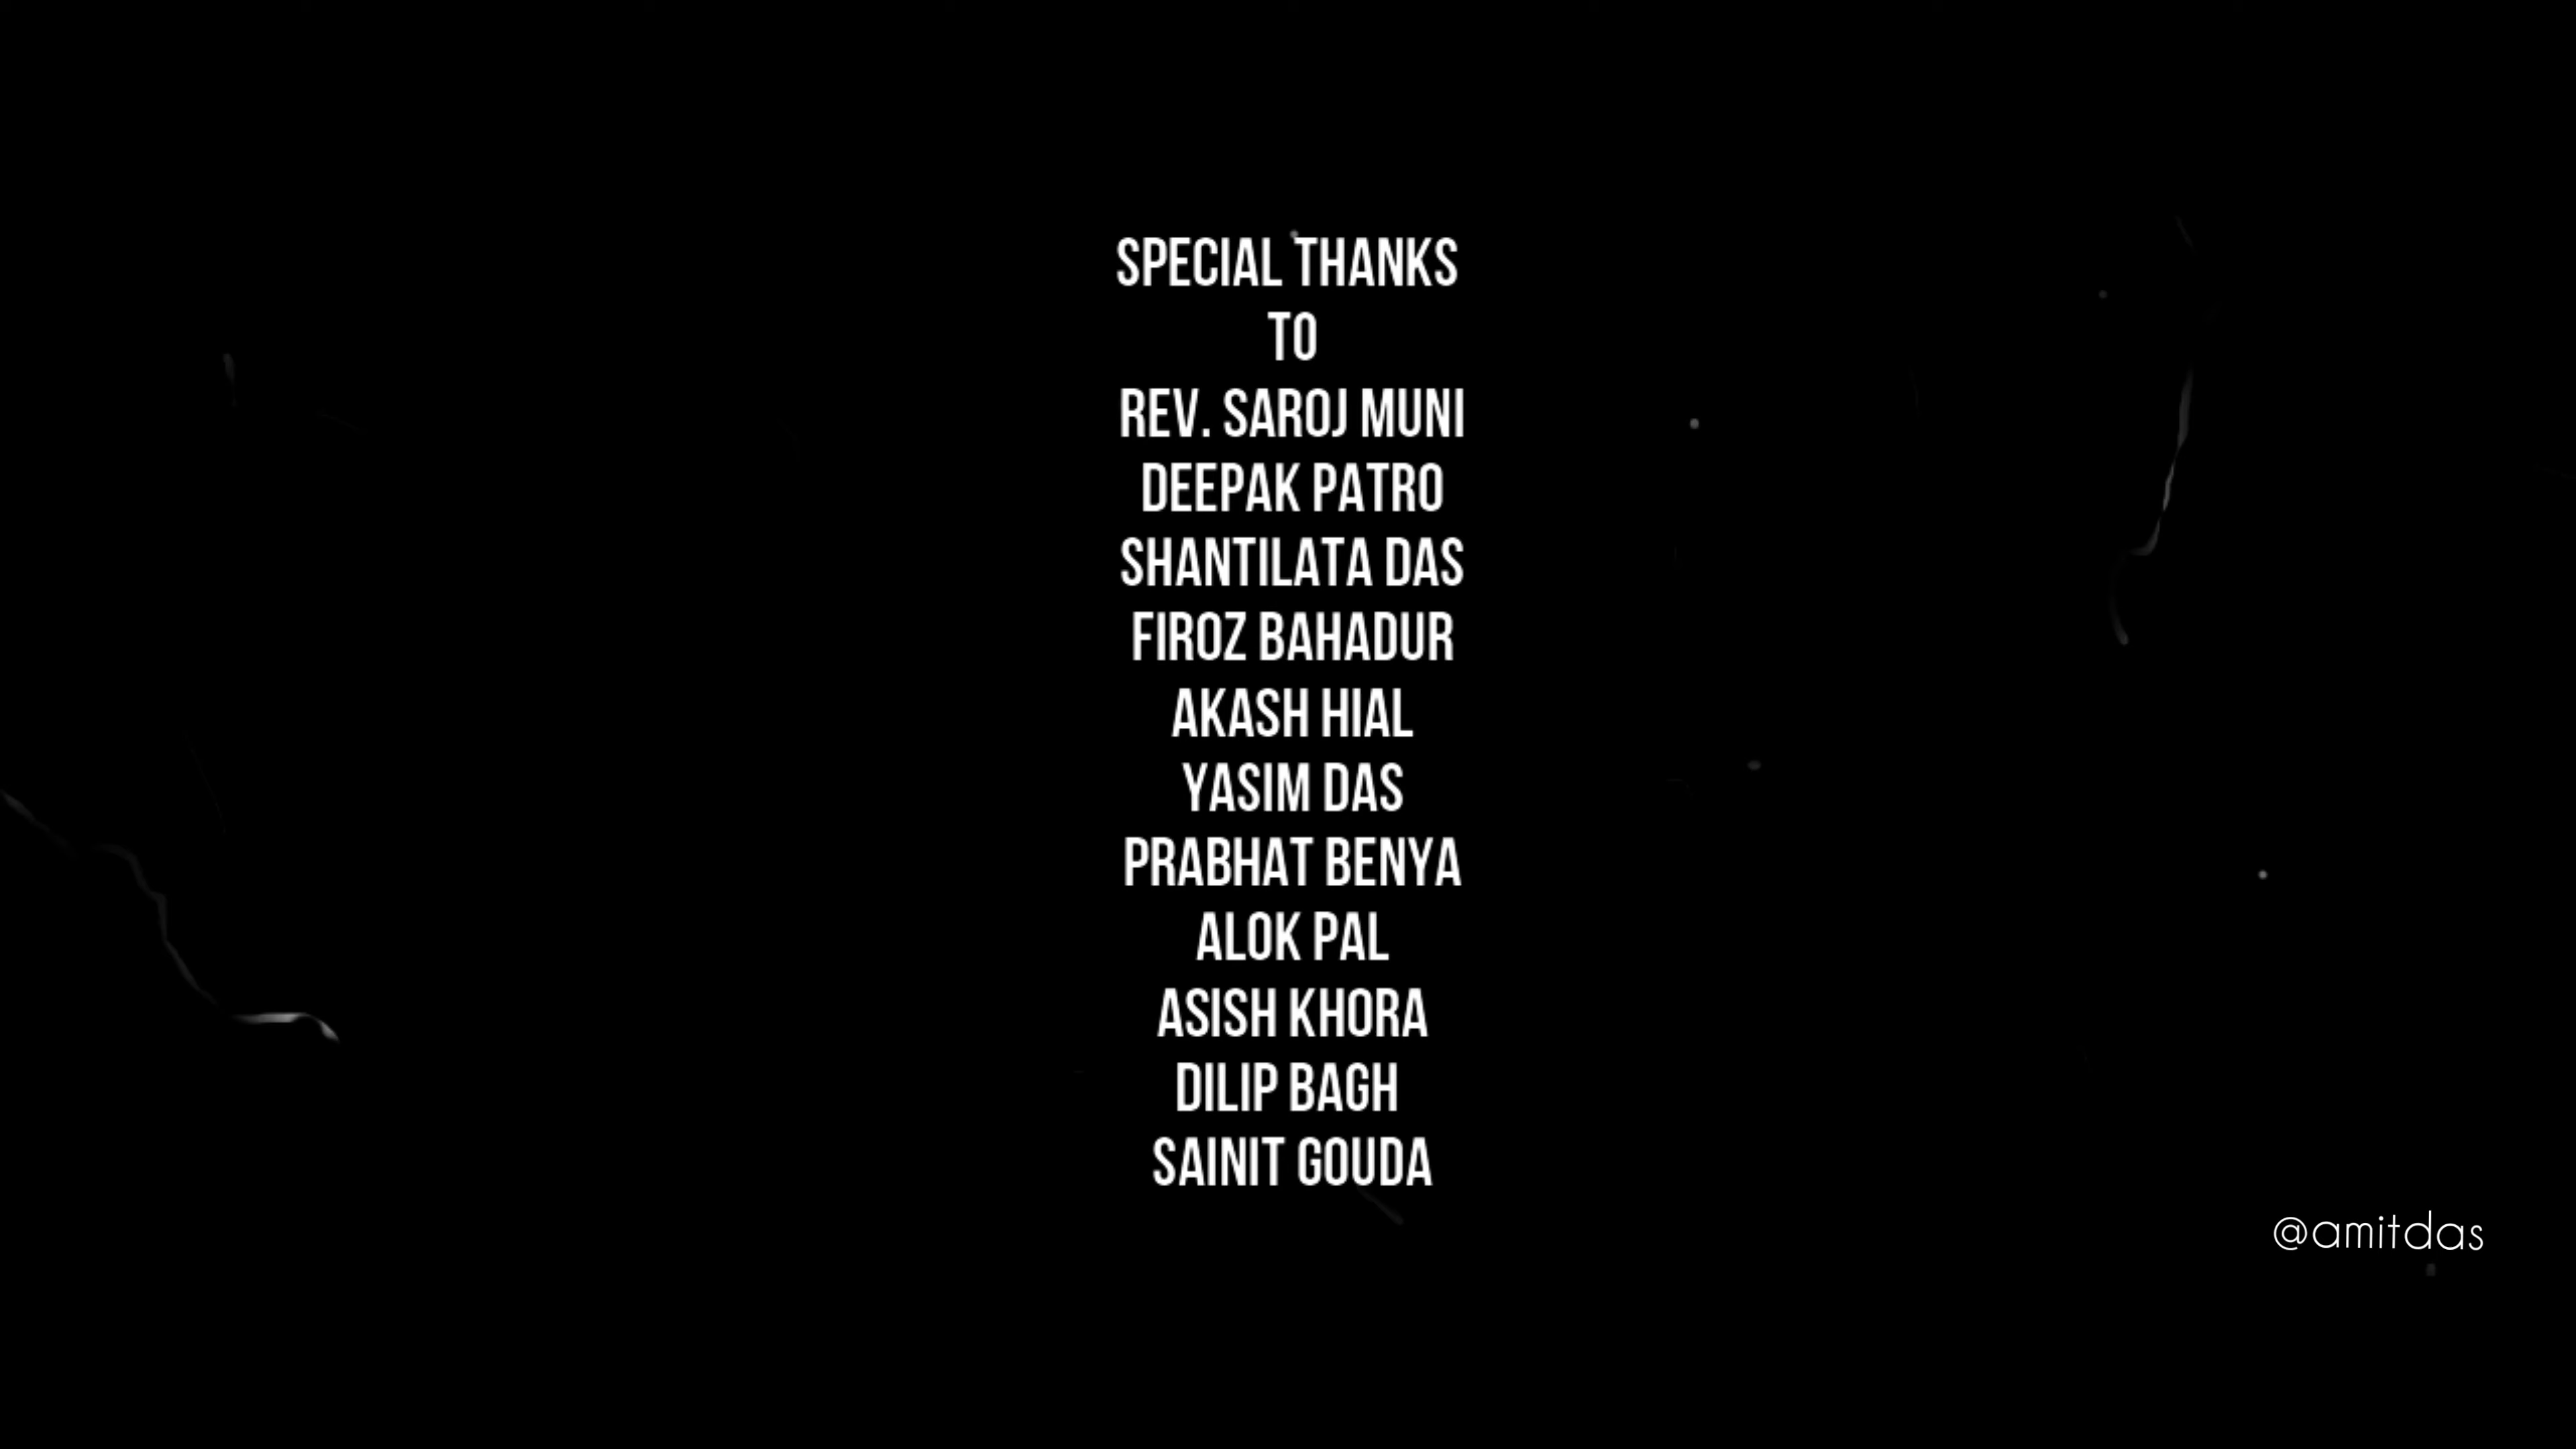 SPECIAL THANKS
TO
REV. SAROJ MUNI
DEEPAK PATRO
SHANTILATA DAS
FIROZ BAHADUR
AKASH HIAL
YASIM DAS
PRABHAT BENYA
ALOK PAL
ASISH KHORA
DILIP BAGH
SAINIT GOUDA
@amitdas